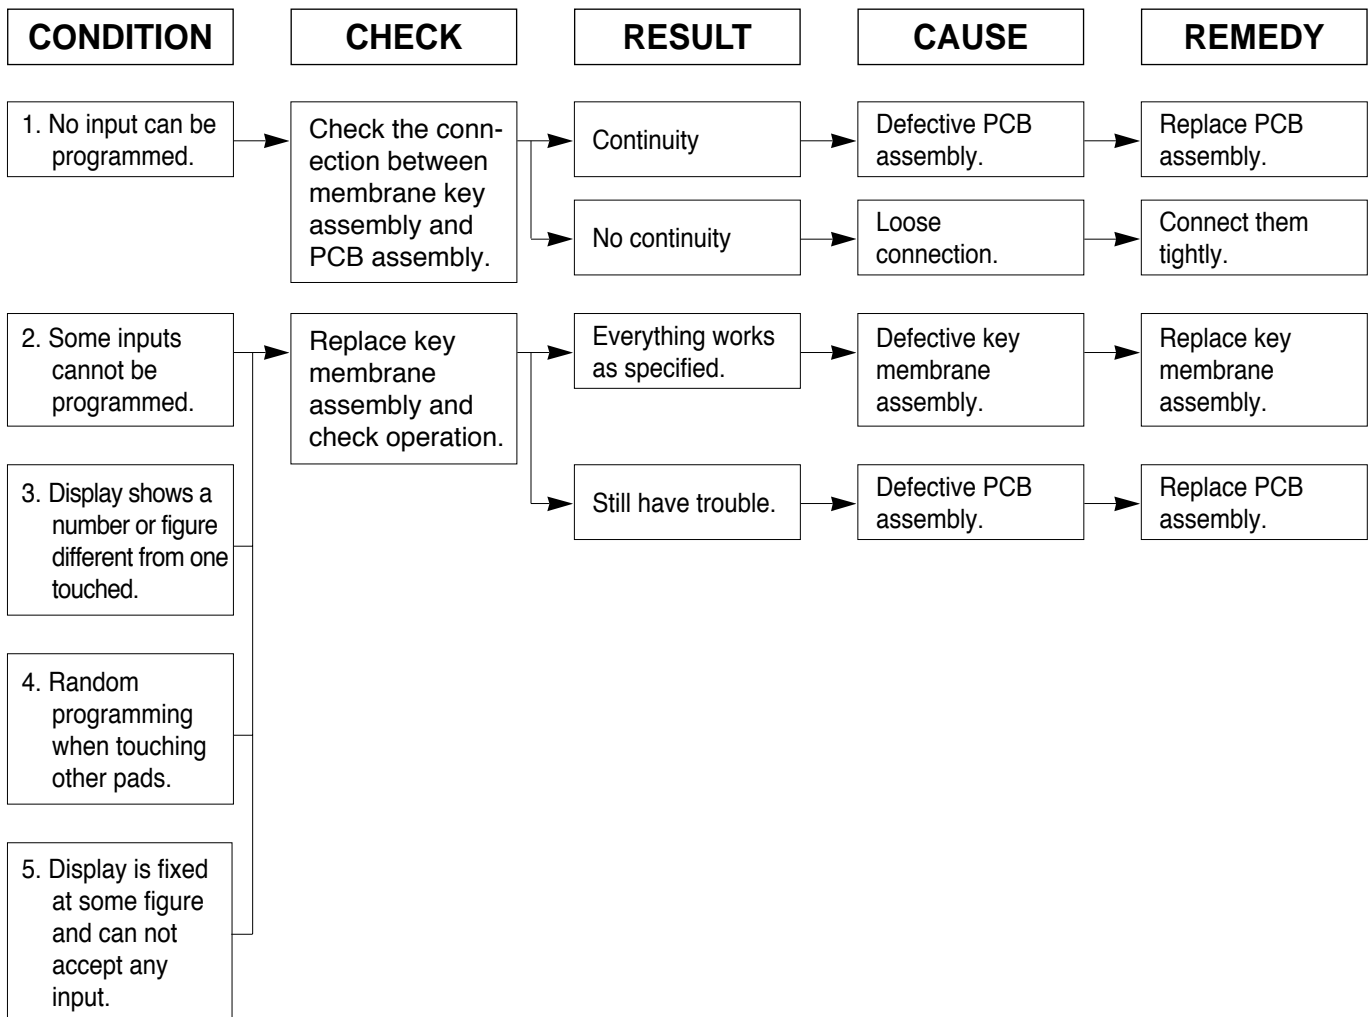 CONDITION
CHECK
RESULT
CAUSE
REMEDY
1. No input can be
programmed.
Check the conn-
ection between
membrane key
assembly and
PCB assembly.
Continuity
Defective PCB
assembly.
Replace PCB
assembly.
No continuity
Loose
connection.
Connect them
tightly.
2. Some inputs
cannot be
programmed.
Replace key
membrane
assembly and
check operation.
Everything works
as specified.
Defective key
membrane
assembly.
Replace key
membrane
assembly.
Still have trouble.
Defective PCB
assembly.
Replace PCB
assembly.
3. Display shows a
number or figure
different from one
touched.
4. Random
programming
when touching
other pads.
5. Display is fixed
at some figure
and can not
accept any
input.